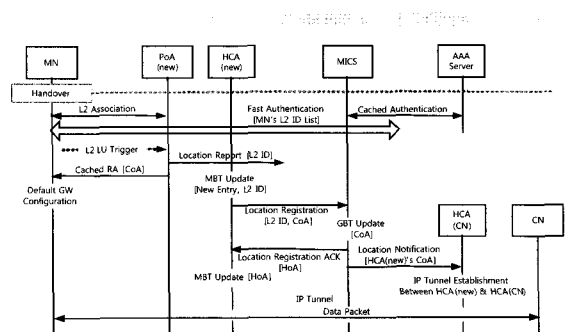 MN
PoA
(new)
HCA
(new)
MICS
AAA
Server
Handover
L2 Association
Fast Authentication
[MN's L2 ID List]
Cached Authentication
L2 LU Trigger
Location Report [L2 ID]
Cached RA [CoA]
MBT Update
[New Entry, L2 ID]
Default GW
Configuration
Location Registration
[L2 ID, CoA]
GBT Update
[CoA]
HCA
(CN)
CN
Location Registration ACK
[HoA]
Location Notification
[HCA(new)'s CoA]
MBT Update [HoA]
IP Tunnel Establishment
Between HCA(new) & HCA(CN)
IP Tunnel
Data Packet